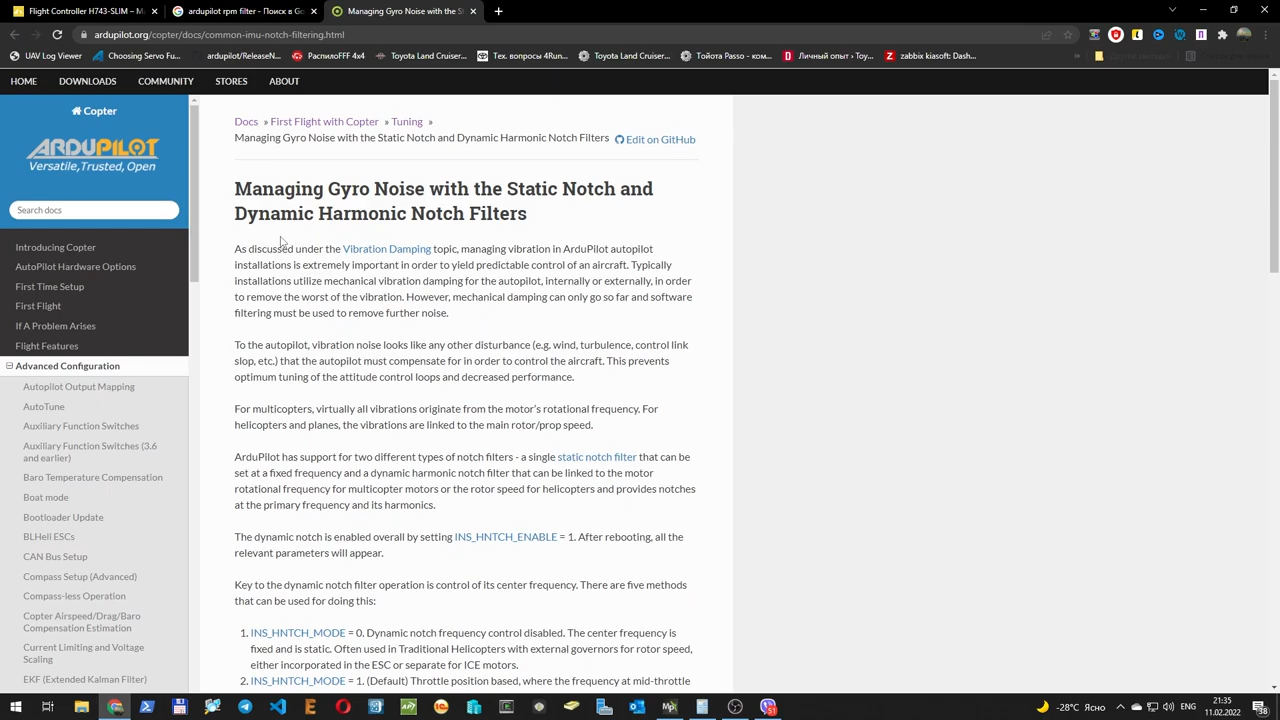 Flight Controller H743-SLIM – M
ardupilot rpm filter - Поиск в Go
Managing Gyro Noise with the St
ardupilot.org/copter/docs/common-imu-notch-filtering.html
UAV Log Viewer
Choosing Servo Fu...
ardupilot/ReleaseN...
РаспилоFFF 4x4
Toyota Land Cruiser...
Тех. вопросы 4Run...
Toyota Land Cruiser...
Тойота Paseo – ком...
Личный опыт › Toy...
zabbix kiasoft: Dash...
HOME DOWNLOADS COMMUNITY STORES ABOUT
Copter
ARDUPILOT
Versatile,Trusted, Open
Search docs
Introducing Copter
AutoPilot Hardware Options
First Time Setup
First Flight
If A Problem Arises
Flight Features
Advanced Configuration
Autopilot Output Mapping
AutoTune
Auxiliary Function Switches
Auxiliary Function Switches (3.6
and earlier)
Baro Temperature Compensation
Boat mode
Bootloader Update
BLHeli ESCs
CAN Bus Setup
Compass Setup (Advanced)
Compass-less Operation
Copter Airspeed/Drag/Baro
Compensation Estimation
Current Limiting and Voltage
Scaling
EKF (Extended Kalman Filter)
Docs » First Flight with Copter » Tuning »
Managing Gyro Noise with the Static Notch and Dynamic Harmonic Notch Filters
Edit on GitHub
Managing Gyro Noise with the Static Notch and
Dynamic Harmonic Notch Filters
As discussed under the Vibration Damping topic, managing vibration in ArduPilot autopilot
installations is extremely important in order to yield predictable control of an aircraft. Typically
installations utilize mechanical vibration damping for the autopilot, internally or externally, in order
to remove the worst of the vibration. However, mechanical damping can only go so far and software
filtering must be used to remove further noise.
To the autopilot, vibration noise looks like any other disturbance (e.g. wind, turbulence, control link
slop, etc.) that the autopilot must compensate for in order to control the aircraft. This prevents
optimum tuning of the attitude control loops and decreased performance.
For multicopters, virtually all vibrations originate from the motor’s rotational frequency. For
helicopters and planes, the vibrations are linked to the main rotor/prop speed.
ArduPilot has support for two different types of notch filters - a single static notch filter that can be
set at a fixed frequency and a dynamic harmonic notch filter that can be linked to the motor
rotational frequency for multicopter motors or the rotor speed for helicopters and provides notches
at the primary frequency and its harmonics.
The dynamic notch is enabled overall by setting INS_HNTCH_ENABLE = 1. After rebooting, all the
relevant parameters will appear.
Key to the dynamic notch filter operation is control of its center frequency. There are five methods
that can be used for doing this:
1. INS_HNTCH_MODE = 0. Dynamic notch frequency control disabled. The center frequency is
fixed and is static. Often used in Traditional Helicopters with external governors for rotor speed,
either incorporated in the ESC or separate for ICE motors.
2. INS_HNTCH_MODE = 1. (Default) Throttle position based, where the frequency at mid-throttle
-28°C Ясно
ENG
21:35
11.02.2022
38
51